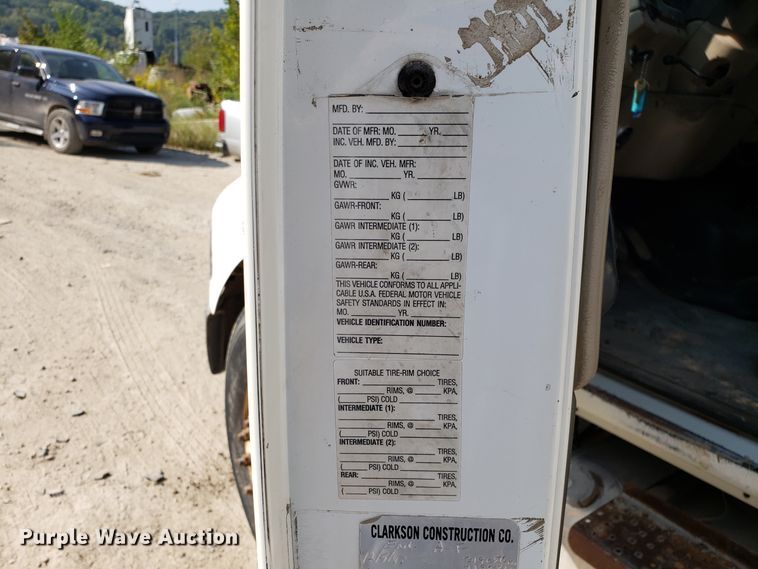 MFD. BY:
DATE OF MFR: MO. YR.
INC. VEH. MFD. BY:
DATE OF INC. VEH. MFR:
MO. YR.
GVWR:
KG ( LB)
GAWR-FRONT:
KG ( LB)
GAWR INTERMEDIATE (1):
KG ( LB)
GAWR INTERMEDIATE (2):
KG ( LB)
GAWR-REAR:
KG ( LB)
THIS VEHICLE CONFORMS TO ALL APPLI-
CABLE U.S.A. FEDERAL MOTOR VEHICLE
SAFETY STANDARDS IN EFFECT IN:
MO. YR.
VEHICLE IDENTIFICATION NUMBER:
VEHICLE TYPE:
SUITABLE TIRE-RIM CHOICE
FRONT: TIRES,
RIMS, @ KPA,
( PSI) COLD
INTERMEDIATE (1):
TIRES,
RIMS, @ KPA,
( PSI) COLD
INTERMEDIATE (2):
TIRES,
RIMS, @ KPA,
( PSI) COLD
REAR: TIRES,
RIMS, @ KPA,
( PSI) COLD
CLARKSON CONSTRUCTION CO.
Purple Wave Auction